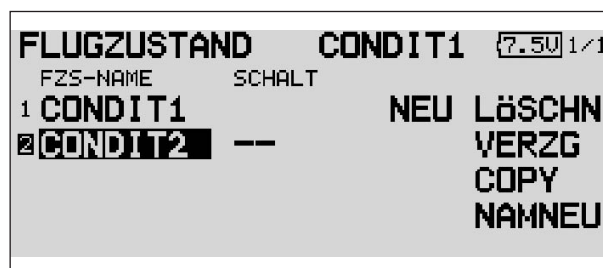 FLUGZUSTAND CONDIT1 7.5V 1/1
FZS-NAME SCHALT
1 CONDIT1 NEU LöSCHN
2 CONDIT2 -- VERZG
COPY
NAMNEU